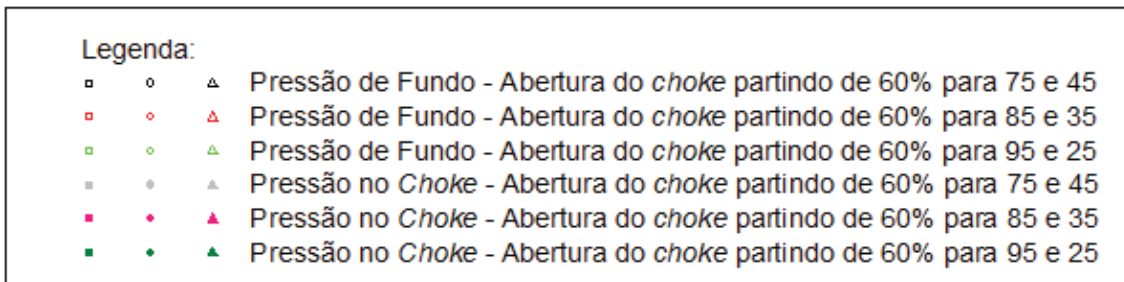 Legenda:
Pressão de Fundo - Abertura do choke partindo de 60% para 75 e 45
Pressão de Fundo - Abertura do choke partindo de 60% para 85 e 35
Pressão de Fundo - Abertura do choke partindo de 60% para 95 e 25
Pressão no Choke - Abertura do choke partindo de 60% para 75 e 45
Pressão no Choke - Abertura do choke partindo de 60% para 85 e 35
Pressão no Choke - Abertura do choke partindo de 60% para 95 e 25